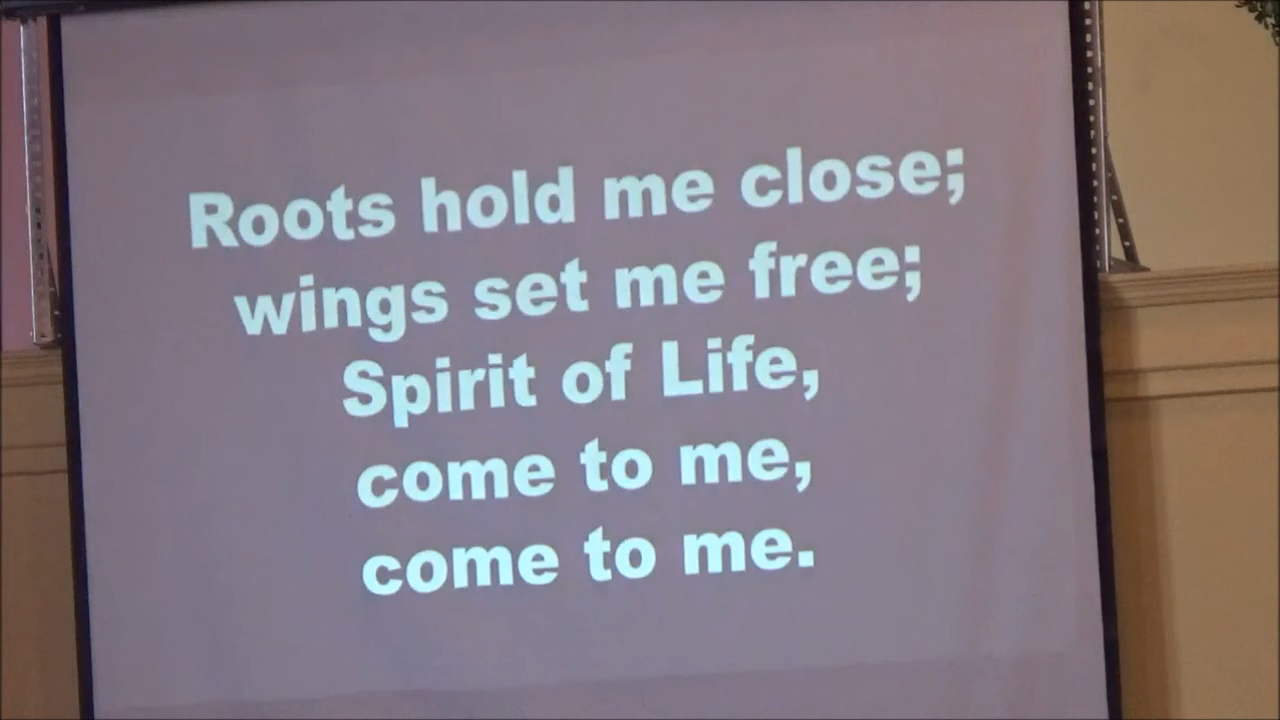 Roots hold me close;
wings set me free;
Spirit of Life,
come to me,
come to me.